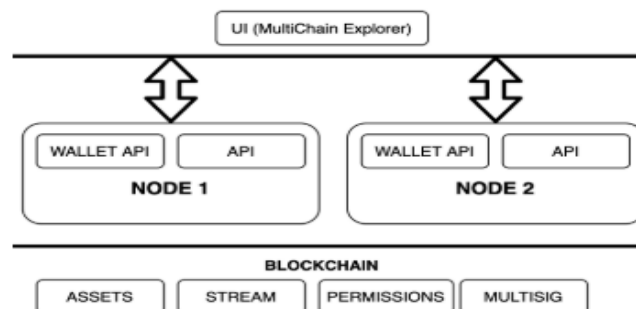 UI (MultiChain Explorer)
WALLET API API WALLET API API
NODE 1 NODE 2
BLOCKCHAIN
ASSETS STREAM PERMISSIONS MULTISIG